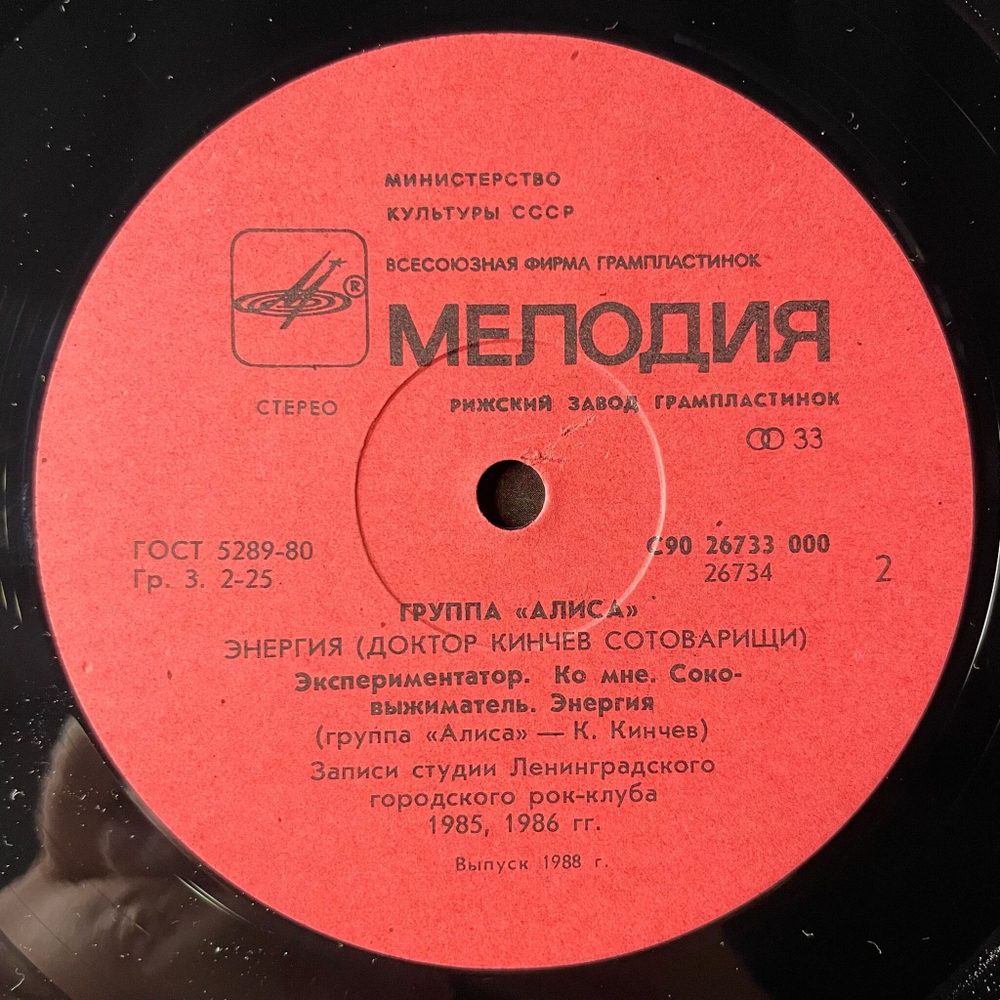 МИНИСТЕРСТВО
КУЛЬТУРЫ СССР
ВСЕСОЮЗНАЯ ФИРМА ГРАМПЛАСТИНОК
®
МЕЛОДИЯ
СТЕРЕО
РИЖСКИЙ ЗАВОД ГРАМПЛАСТИНОК
33
ГОСТ 5289-80
Гр. 3. 2-25
С90 26733 000
26734
2
ГРУППА «АЛИСА»
ЭНЕРГИЯ (ДОКТОР КИНЧЕВ СОТОВАРИЩИ)
Экспериментатор. Ко мне. Соко-
выжиматель. Энергия
(группа «Алиса» — К. Кинчев)
Записи студии Ленинградского
городского рок-клуба
1985, 1986 гг.
Выпуск 1988 г.